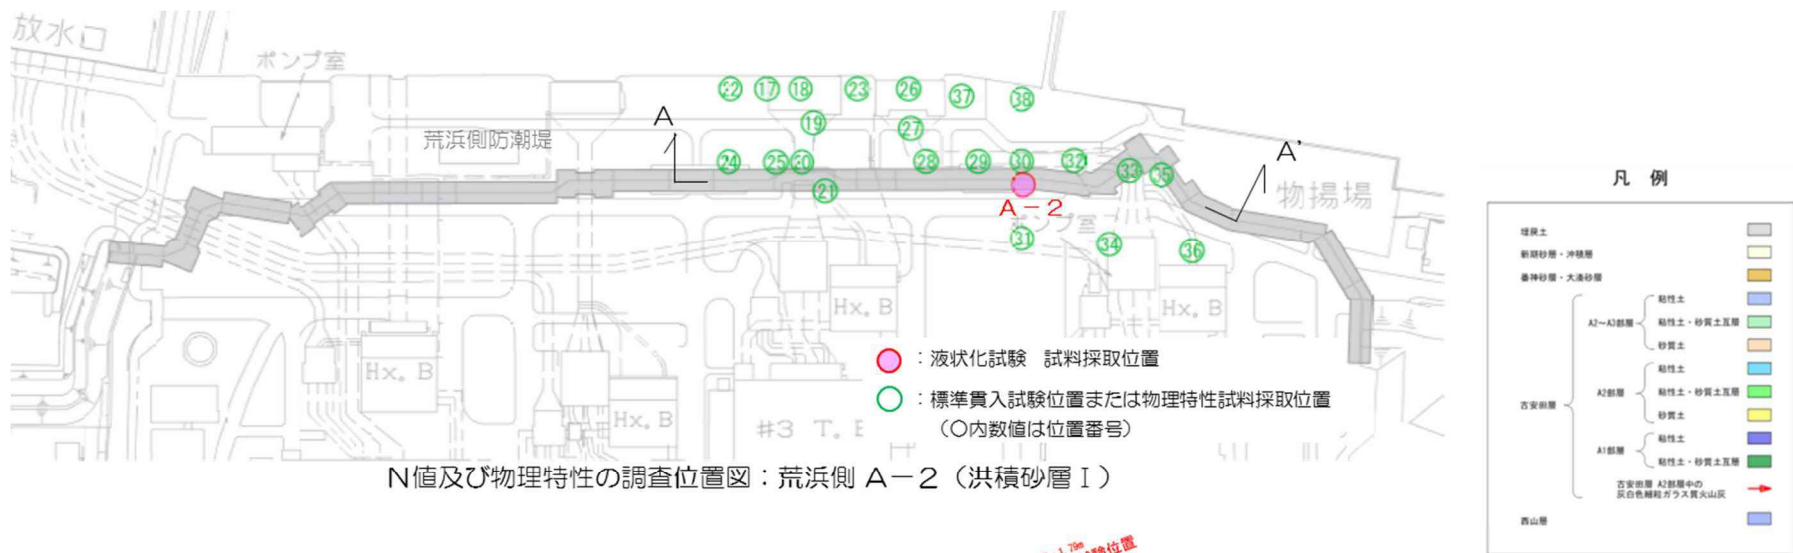 放水口
ポンプ室
荒浜側防潮堤
22 17 18 23 26 37 38
19 27
A
24 25 20 28 29 30 32 33 35
A'
21
A-2
物揚場
ポンプ室
31 34 36
Hx. B
Hx. B
Hx. B
Hx. B
#3 T. E
:液状化試験 試料採取位置
:標準貫入試験位置または物理特性試料採取位置
(○内数値は位置番号)
N値及び物理特性の調査位置図:荒浜側 A-2(洪積砂層Ⅰ)
凡 例
埋戻土
新期砂層・沖積層
番神砂層・大湊砂層
古安田層
A2~A3部層
粘性土
粘性土・砂質土互層
砂質土
A2部層
粘性土
粘性土・砂質土互層
砂質土
A1部層
粘性土
粘性土・砂質土互層
古安田層 A2部層中の
灰白色細粒ガラス質火山灰
西山層
1.79m
験位置